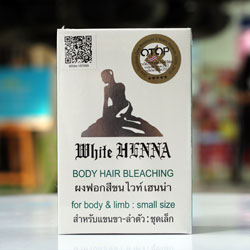 OTOP
White HENNA
BODY HAIR BLEACHING
ผงฟอกสีขน ไวท์ เฮนน่า
for body & limb : small size
สำหรับแขนขา-ลำตัว : ชุดเล็ก